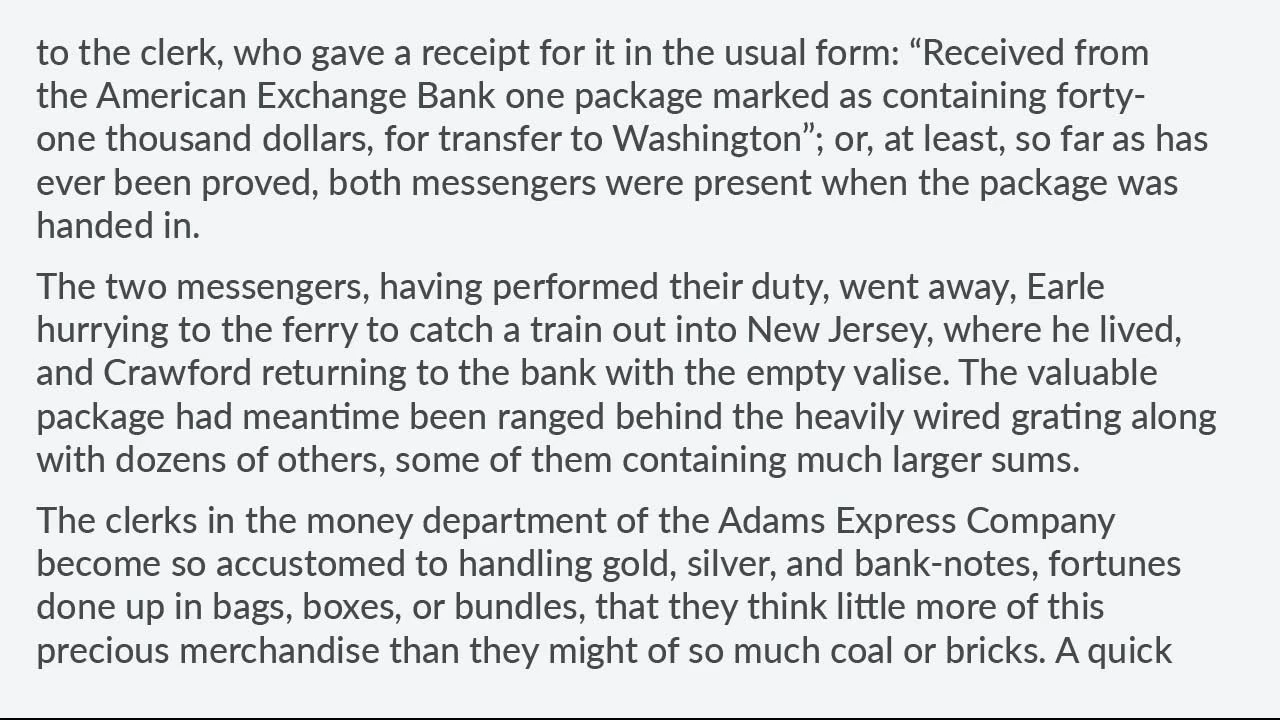 to the clerk, who gave a receipt for it in the usual form: “Received from
the American Exchange Bank one package marked as containing forty-
one thousand dollars, for transfer to Washington”; or, at least, so far as has
ever been proved, both messengers were present when the package was
handed in.
The two messengers, having performed their duty, went away, Earle
hurrying to the ferry to catch a train out into New Jersey, where he lived,
and Crawford returning to the bank with the empty valise. The valuable
package had meantime been ranged behind the heavily wired grating along
with dozens of others, some of them containing much larger sums.
The clerks in the money department of the Adams Express Company
become so accustomed to handling gold, silver, and bank-notes, fortunes
done up in bags, boxes, or bundles, that they think little more of this
precious merchandise than they might of so much coal or bricks. A quick